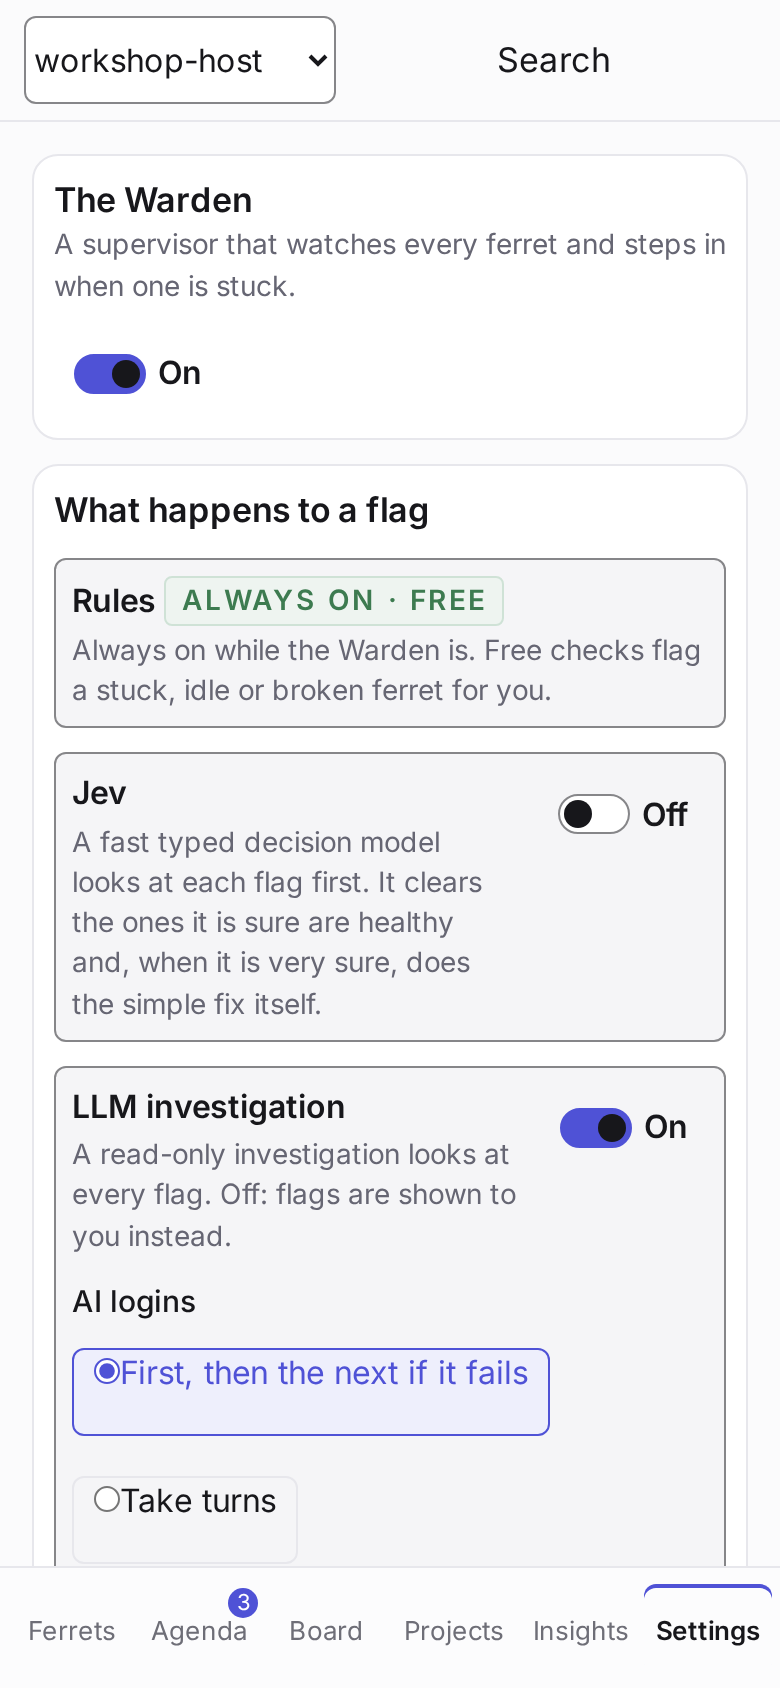 workshop-host
Search
The Warden
A supervisor that watches every ferret and steps in
when one is stuck.
On
What happens to a flag
Rules ALWAYS ON · FREE
Always on while the Warden is. Free checks flag
a stuck, idle or broken ferret for you.
Jev
Off
A fast typed decision model
looks at each flag first. It clears
the ones it is sure are healthy
and, when it is very sure, does
the simple fix itself.
LLM investigation
On
A read-only investigation looks at
every flag. Off: flags are shown to
you instead.
AI logins
First, then the next if it fails
Take turns
3
Ferrets Agenda Board Projects Insights Settings